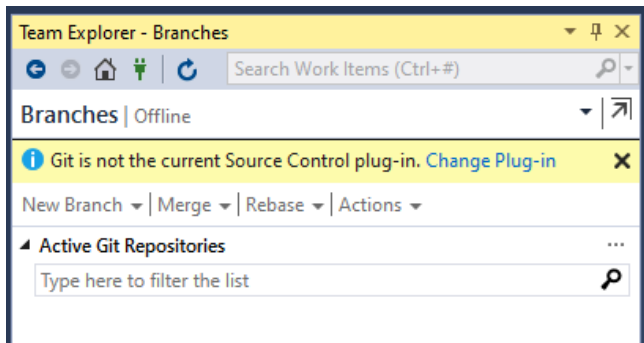 Team Explorer - Branches
Search Work Items (Ctrl+#)
Branches | Offline
Git is not the current Source Control plug-in. Change Plug-in
New Branch | Merge | Rebase | Actions
Active Git Repositories ...
Type here to filter the list